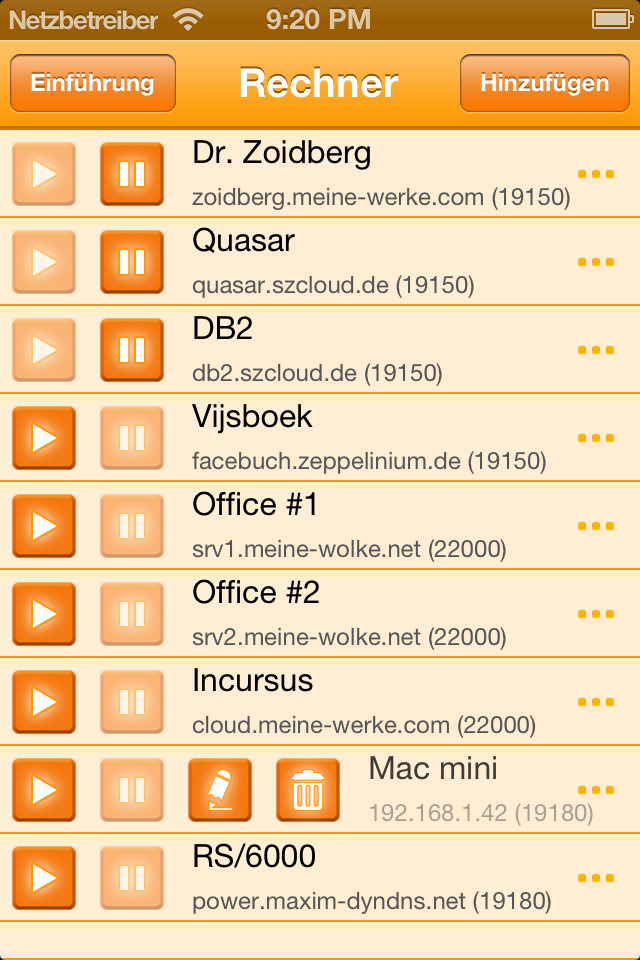 Netzbetreiber 9:20 PM
Einführung Rechner Hinzufügen
Dr. Zoidberg
zoidberg.meine-werke.com (19150)
Quasar
quasar.szcloud.de (19150)
DB2
db2.szcloud.de (19150)
Vijsboek
facebuch.zeppelinium.de (19150)
Office #1
srv1.meine-wolke.net (22000)
Office #2
srv2.meine-wolke.net (22000)
Incursus
cloud.meine-werke.com (22000)
Mac mini
192.168.1.42 (19180)
RS/6000
power.maxim-dyndns.net (19180)